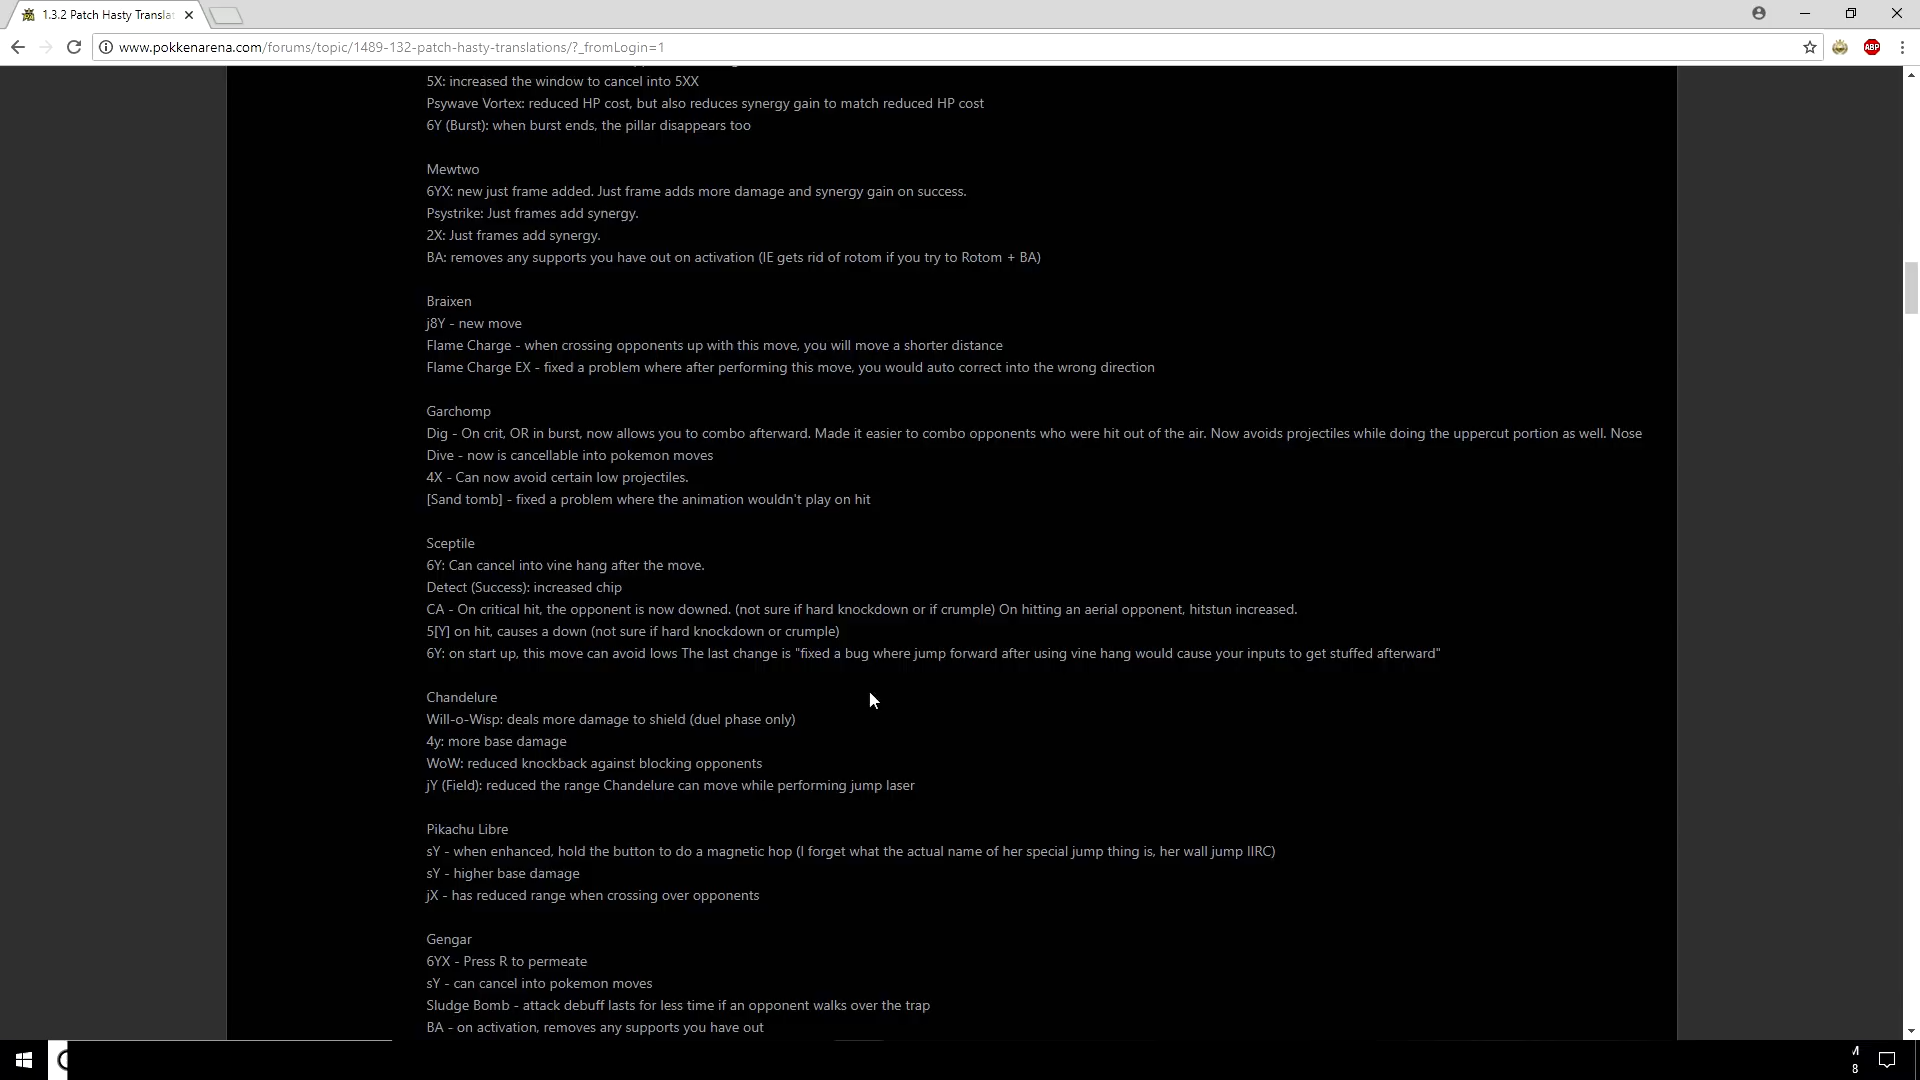 1.3.2 Patch Hasty Transla
www.pokkenarena.com/forums/topic/1489-132-patch-hasty-translations/?_fromLogin=1
ABP
5X: increased the window to cancel into 5XX
Psywave Vortex: reduced HP cost, but also reduces synergy gain to match reduced HP cost
6Y (Burst): when burst ends, the pillar disappears too
Mewtwo
6YX: new just frame added. Just frame adds more damage and synergy gain on success.
Psystrike: Just frames add synergy.
2X: Just frames add synergy.
BA: removes any supports you have out on activation (IE gets rid of rotom if you try to Rotom + BA)
Braixen
j8Y - new move
Flame Charge - when crossing opponents up with this move, you will move a shorter distance
Flame Charge EX - fixed a problem where after performing this move, you would auto correct into the wrong direction
Garchomp
Dig - On crit, OR in burst, now allows you to combo afterward. Made it easier to combo opponents who were hit out of the air. Now avoids projectiles while doing the uppercut portion as well. Nose
Dive - now is cancellable into pokemon moves
4X - Can now avoid certain low projectiles.
[Sand tomb] - fixed a problem where the animation wouldn't play on hit
Sceptile
6Y: Can cancel into vine hang after the move.
Detect (Success): increased chip
CA - On critical hit, the opponent is now downed. (not sure if hard knockdown or if crumple) On hitting an aerial opponent, hitstun increased.
5[Y] on hit, causes a down (not sure if hard knockdown or crumple)
6Y: on start up, this move can avoid lows The last change is "fixed a bug where jump forward after using vine hang would cause your inputs to get stuffed afterward"
Chandelure
Will-o-Wisp: deals more damage to shield (duel phase only)
4y: more base damage
WoW: reduced knockback against blocking opponents
jY (Field): reduced the range Chandelure can move while performing jump laser
Pikachu Libre
sY - when enhanced, hold the button to do a magnetic hop (I forget what the actual name of her special jump thing is, her wall jump IIRC)
sY - higher base damage
jX - has reduced range when crossing over opponents
Gengar
6YX - Press R to permeate
sY - can cancel into pokemon moves
Sludge Bomb - attack debuff lasts for less time if an opponent walks over the trap
BA - on activation, removes any supports you have out
8